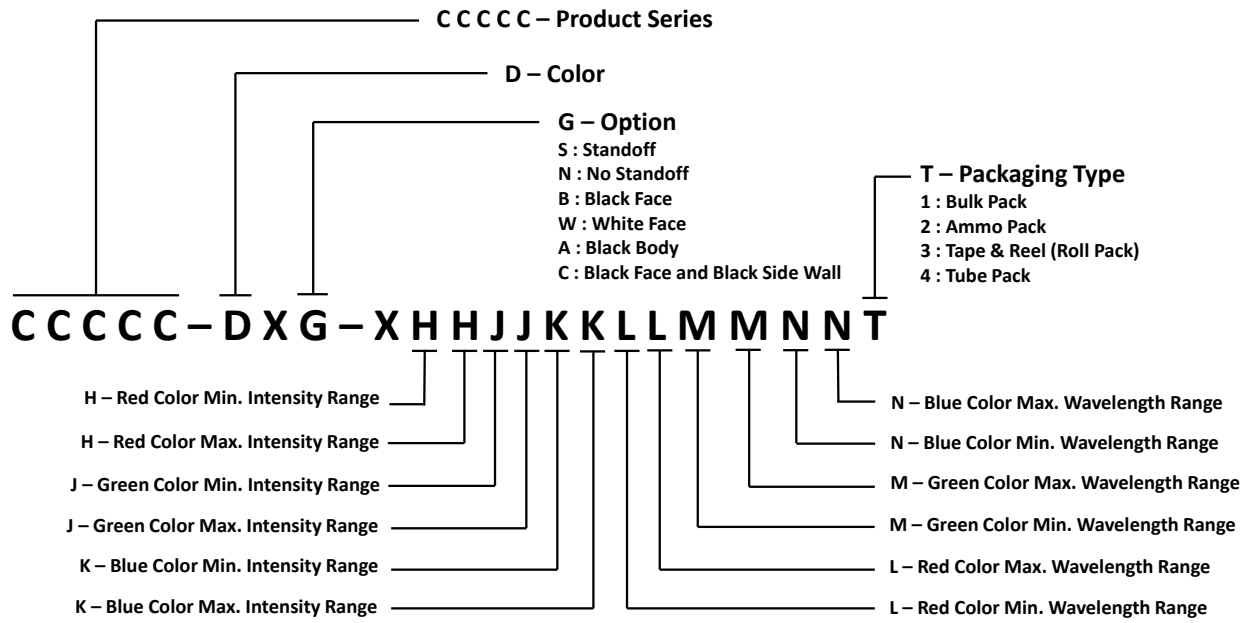 C C C C C – Product Series
D – Color
G – Option
S : Standoff
N : No Standoff
B : Black Face
W : White Face
A : Black Body
C : Black Face and Black Side Wall
T – Packaging Type
1 : Bulk Pack
2 : Ammo Pack
3 : Tape & Reel (Roll Pack)
4 : Tube Pack
C C C C C – D X G – X H H J J K K L L M M N N T
H – Red Color Min. Intensity Range
H – Red Color Max. Intensity Range
J – Green Color Min. Intensity Range
J – Green Color Max. Intensity Range
K – Blue Color Min. Intensity Range
K – Blue Color Max. Intensity Range
N – Blue Color Max. Wavelength Range
N – Blue Color Min. Wavelength Range
M – Green Color Max. Wavelength Range
M – Green Color Min. Wavelength Range
L – Red Color Max. Wavelength Range
L – Red Color Min. Wavelength Range